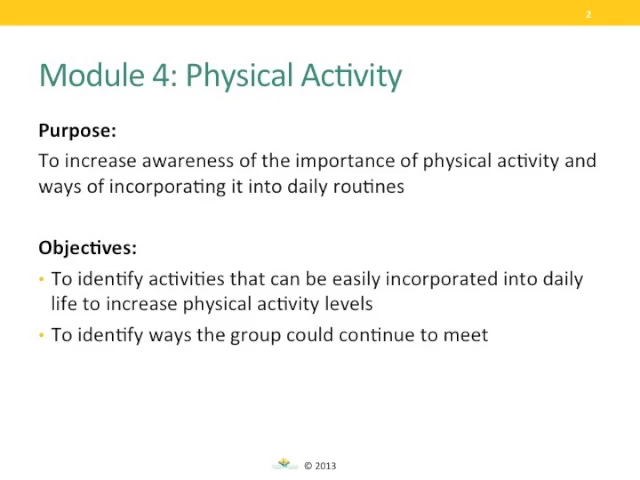 2
Module 4: Physical Activity
Purpose:
To increase awareness of the importance of physical activity and
ways of incorporating it into daily routines
Objectives:
• To identify activities that can be easily incorporated into daily
life to increase physical activity levels
• To identify ways the group could continue to meet
© 2013